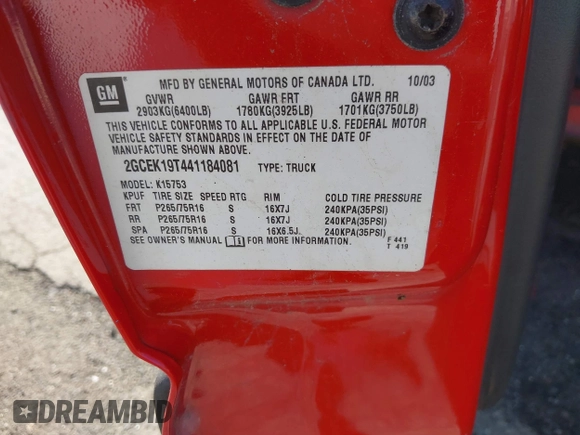 GM
MFD BY GENERAL MOTORS OF CANADA LTD. 10/03
GVWR GAWR FRT GAWR RR
2903KG(6400LB) 1780KG(3925LB) 1701KG(3750LB)
THIS VEHICLE CONFORMS TO ALL APPLICABLE U.S. FEDERAL MOTOR
VEHICLE SAFETY STANDARDS IN EFFECT ON THE DATE OF
MANUFACTURE SHOWN ABOVE.
2GCEK19T441184081 TYPE: TRUCK
MODEL: K15753
KPUF TIRE SIZE SPEED RTG RIM COLD TIRE PRESSURE
FRT P265/75R16 S 16X7J 240KPA(35PSI)
RR P265/75R16 S 16X7J 240KPA(35PSI)
SPA P265/75R16 S 16X6.5J. 240KPA(35PSI)
SEE OWNER'S MANUAL FOR MORE INFORMATION. F 441
T 419
DREAMBID